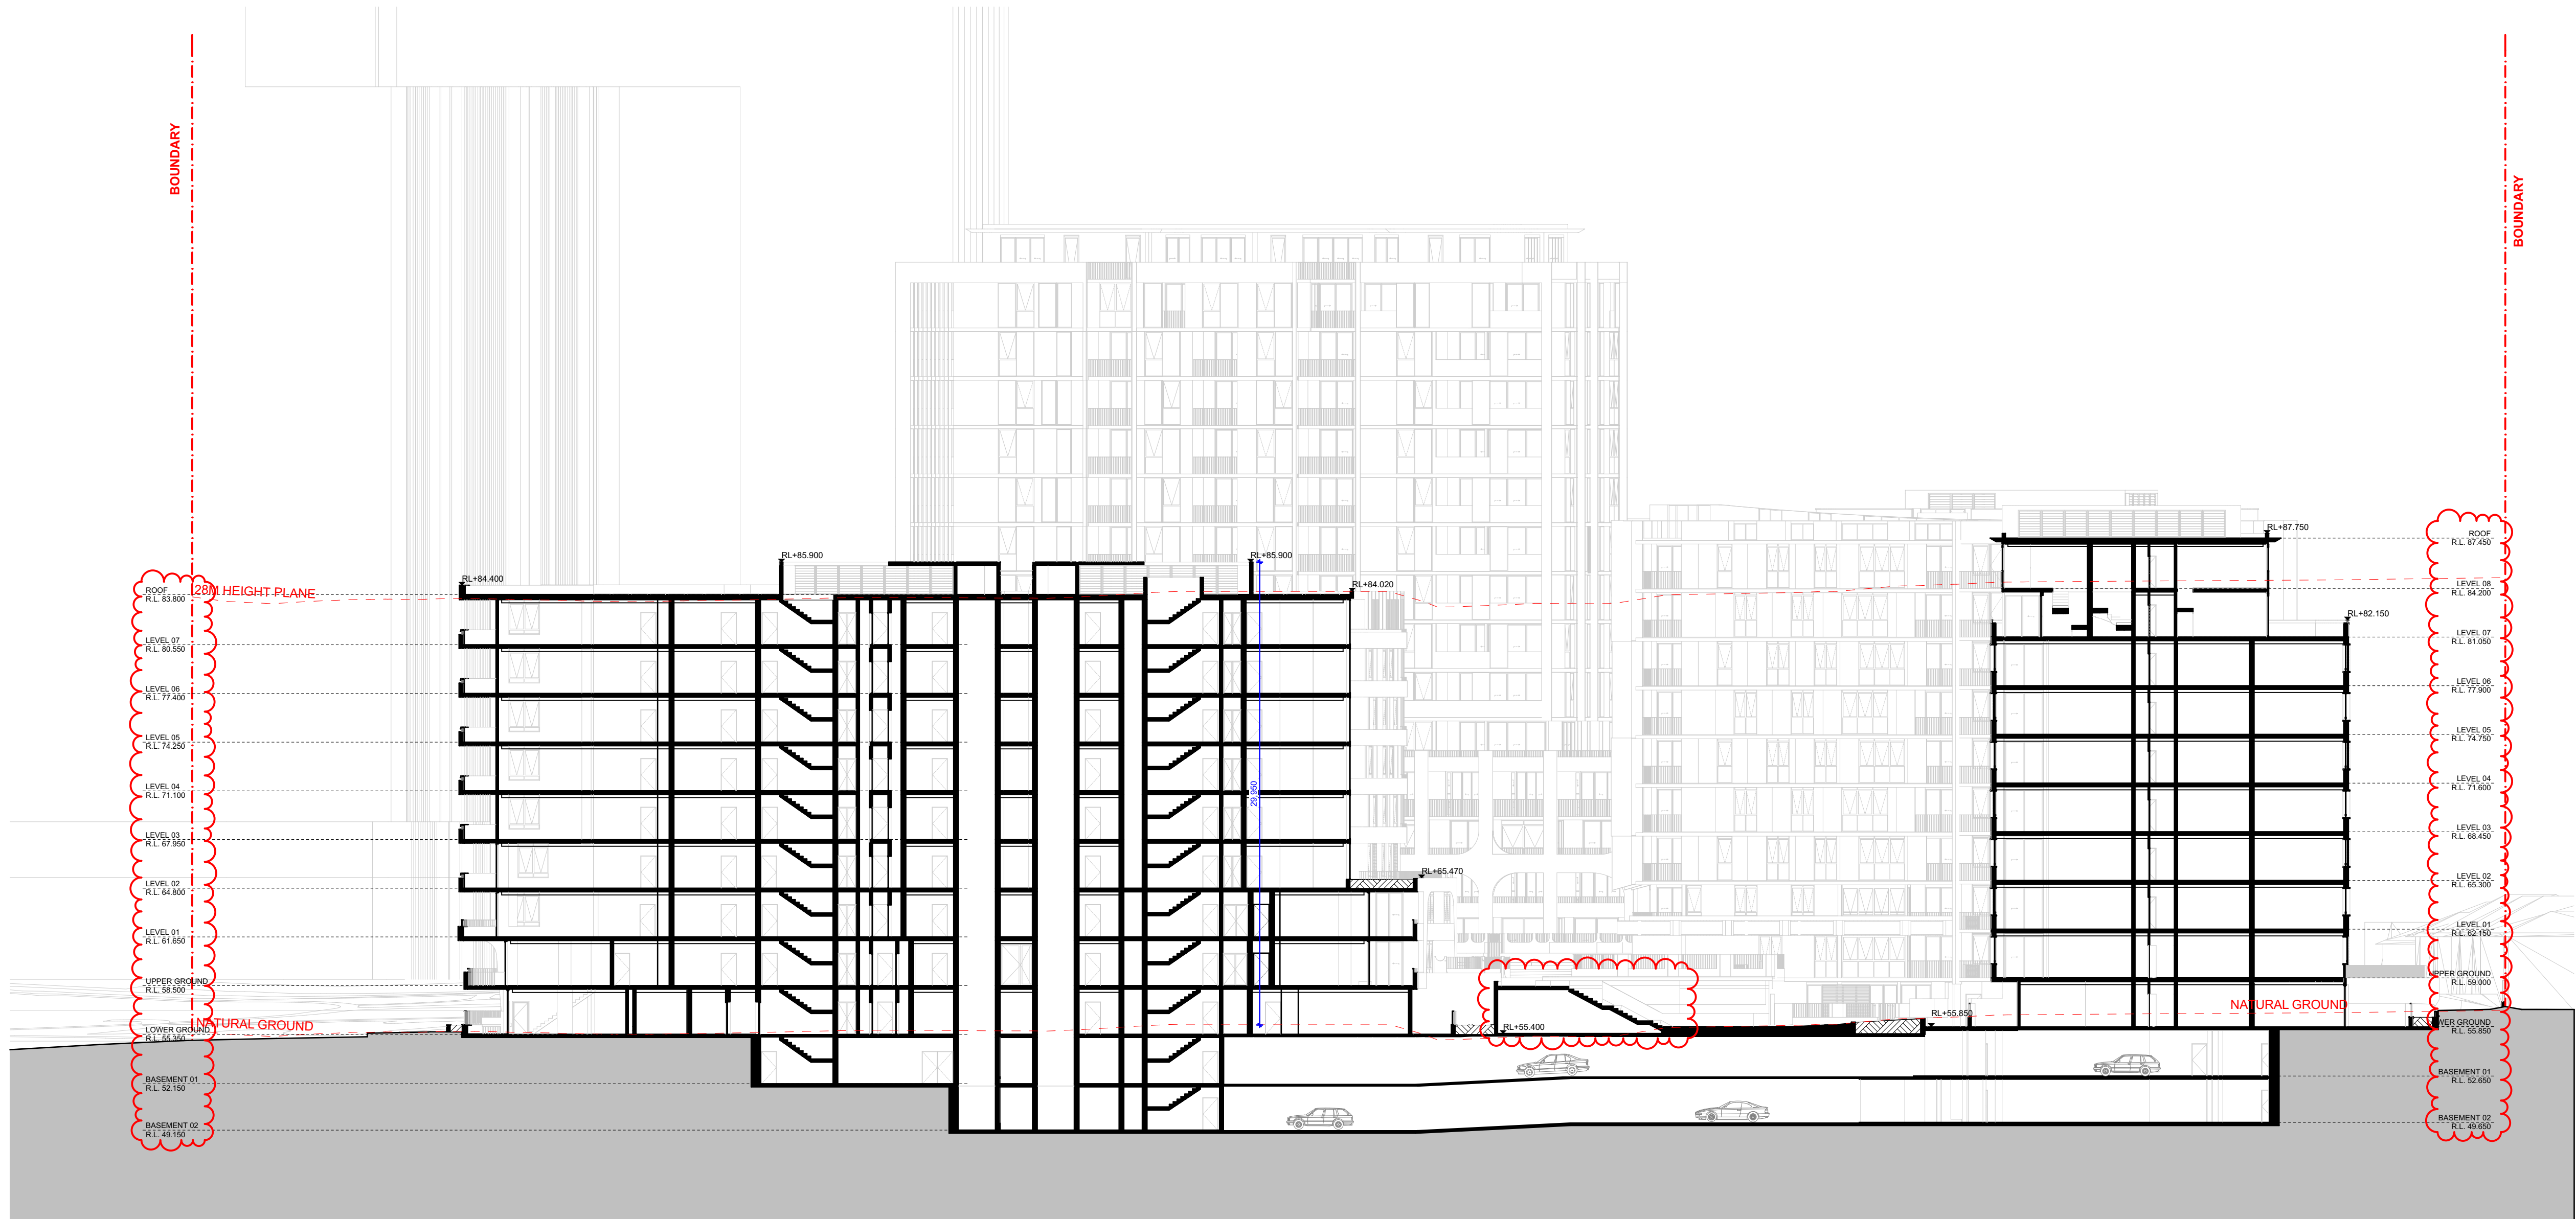 BOUNDARY
BOUNDARY
28M HEIGHT PLANE
ROOF
R.L. 83.800
LEVEL 07
R.L. 80.550
LEVEL 06
R.L. 77.400
LEVEL 05
R.L. 74.250
LEVEL 04
R.L. 71.100
LEVEL 03
R.L. 67.950
LEVEL 02
R.L. 64.800
LEVEL 01
R.L. 61.650
UPPER GROUND
R.L. 58.500
LOWER GROUND
R.L. 55.350
NATURAL GROUND
BASEMENT 01
R.L. 52.150
BASEMENT 02
R.L. 49.150
RL+84.400
RL+85.900
RL+85.900
RL+84.020
29,950
RL+65.470
RL+55.400
RL+55.850
RL+87.750
RL+82.150
NATURAL GROUND
ROOF
R.L. 87.450
LEVEL 08
R.L. 84.200
LEVEL 07
R.L. 81.050
LEVEL 06
R.L. 77.900
LEVEL 05
R.L. 74.750
LEVEL 04
R.L. 71.600
LEVEL 03
R.L. 68.450
LEVEL 02
R.L. 65.300
LEVEL 01
R.L. 62.150
UPPER GROUND
R.L. 59.000
LOWER GROUND
R.L. 55.850
BASEMENT 01
R.L. 52.650
BASEMENT 02
R.L. 49.650